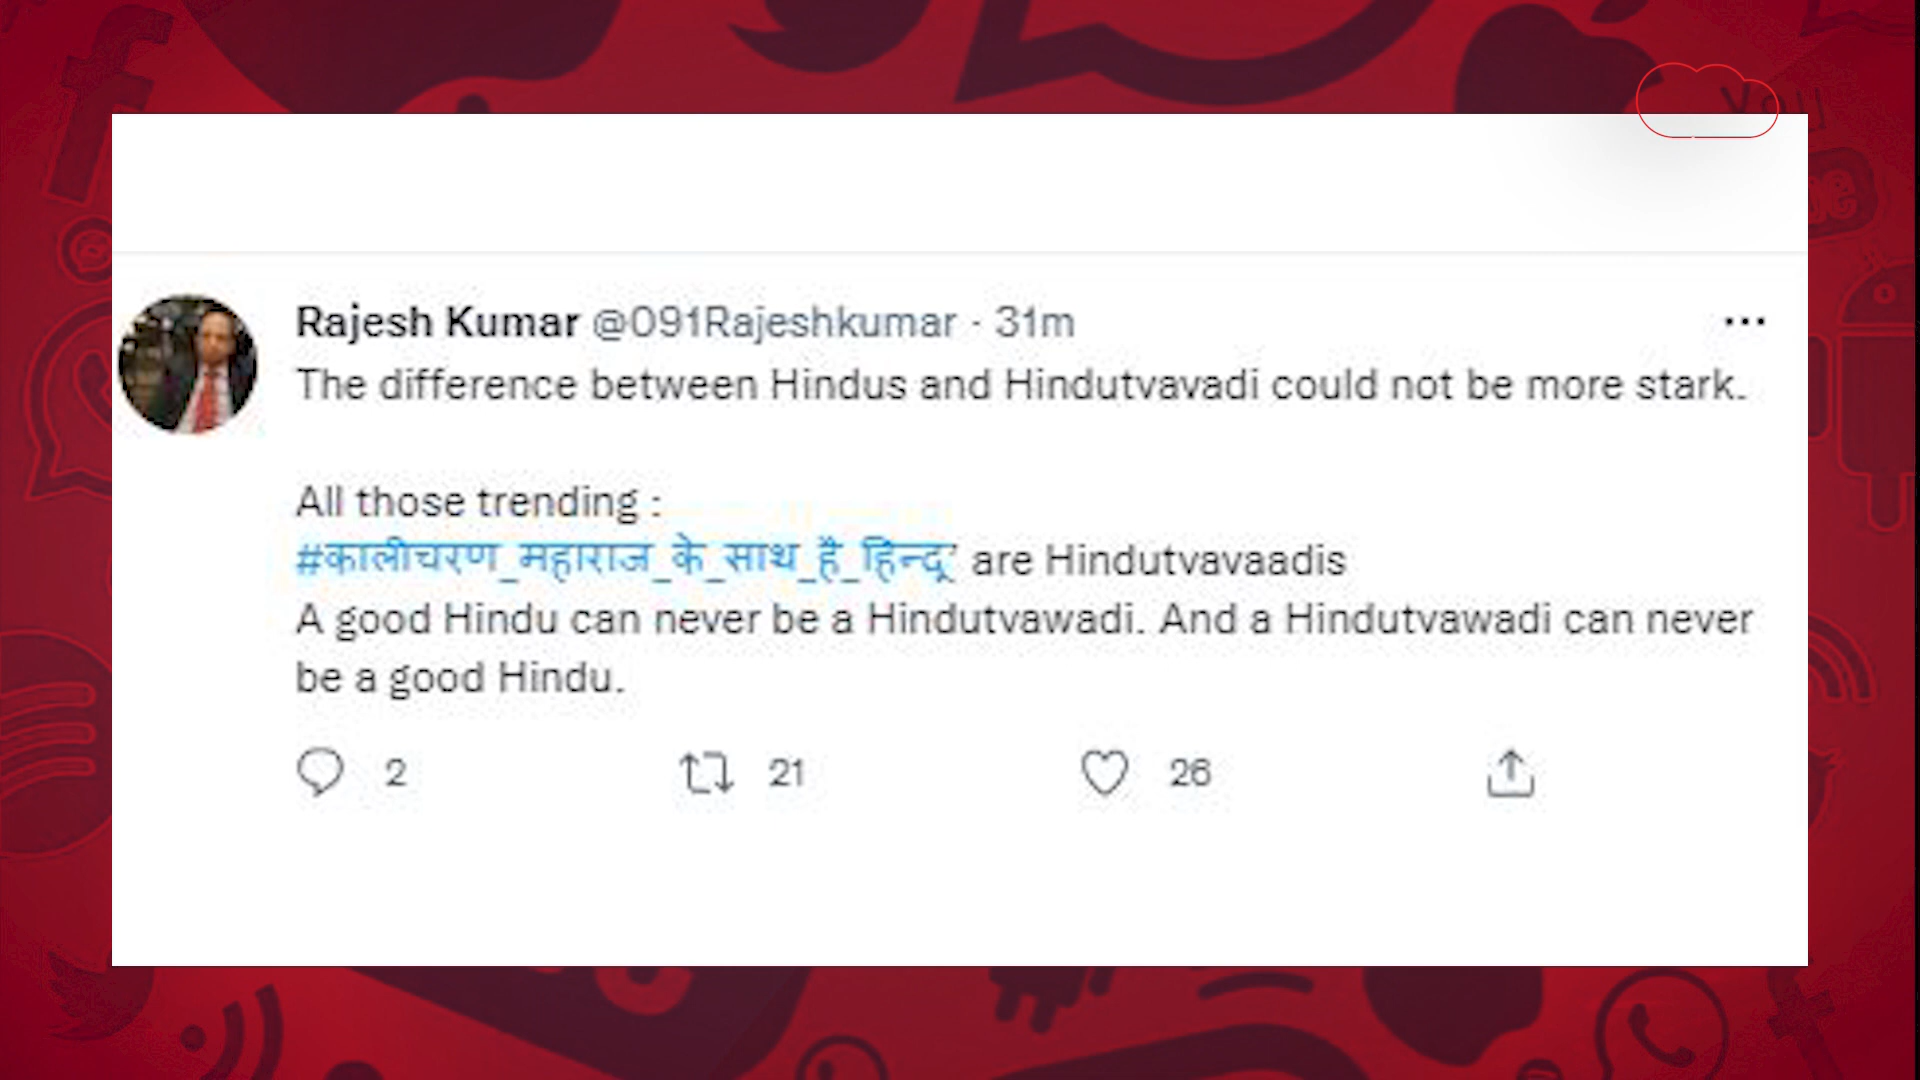 Rajesh Kumar @091Rajeshkumar · 31m
The difference between Hindus and Hindutvavadi could not be more stark.
All those trending :
#कालीचरण_महाराज_के_साथ_है_हिन्दू are Hindutvavaadis
A good Hindu can never be a Hindutvawadi. And a Hindutvawadi can never
be a good Hindu.
2 21 26
You